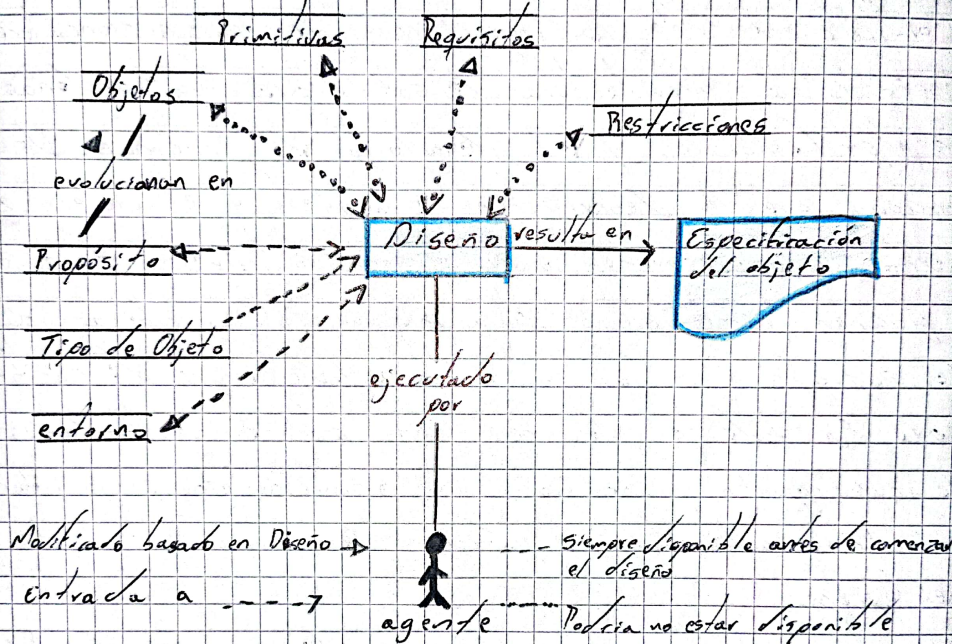 Primitivas
Requisitos
Objetos
Restricciones
evolucionan en
Diseño
resulta en
Especificación
del objeto
Propósito
Tipo de Objeto
ejecutado
por
entorno
Modificado basado en Diseño
Siempre disponible antes de comenzar
el diseño
Entrada a
agente
Podria no estar disponible